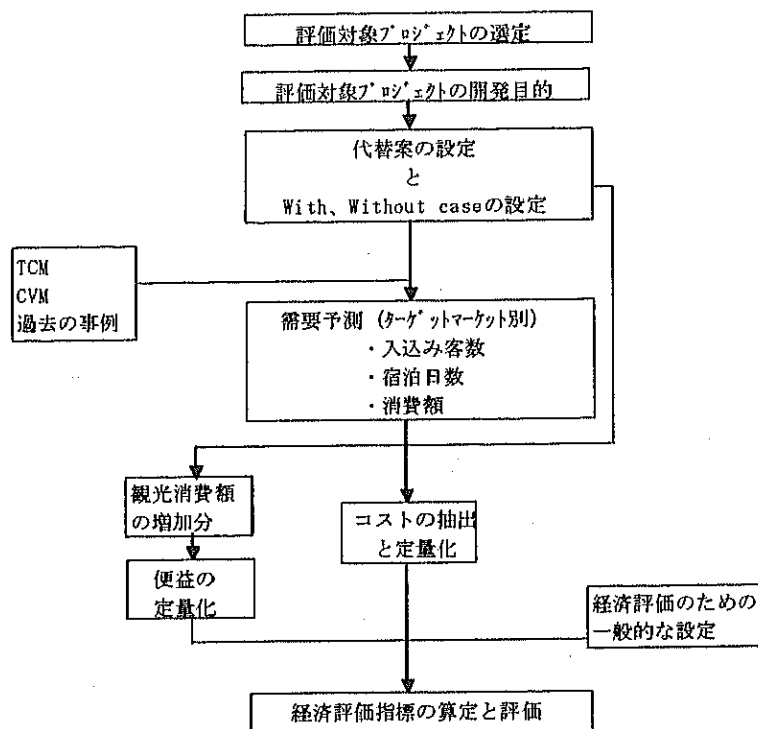 評価対象ﾌﾟﾛｼﾞｪｸﾄの選定
評価対象ﾌﾟﾛｼﾞｪｸﾄの開発目的
代替案の設定
と
With、Without caseの設定
TCM
CVM
過去の事例
需要予測 (ﾀｰｹﾞｯﾄマーケット別)
・入込み客数
・宿泊日数
・消費額
観光消費額
の増加分
コストの抽出
と定量化
便益の
定量化
経済評価のための
一般的な設定
経済評価指標の算定と評価